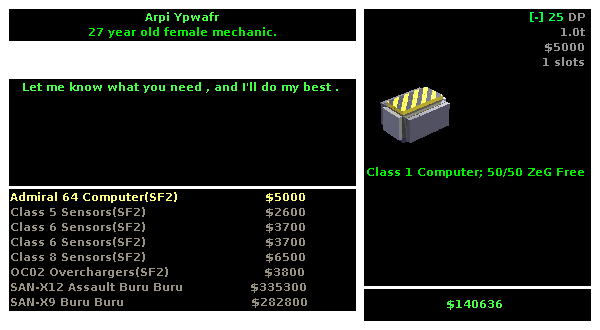 Arpi Ypwafr
27 year old female mechanic.
Let me know what you need , and I'll do my best .
Admiral 64 Computer(SF2) $5000
Class 5 Sensors(SF2) $2600
Class 6 Sensors(SF2) $3700
Class 6 Sensors(SF2) $3700
Class 8 Sensors(SF2) $6500
OC02 Overchargers(SF2) $3800
SAN-X12 Assault Buru Buru $335300
SAN-X9 Buru Buru $282800
[-] 25 DP
1.0t
$5000
1 slots
Class 1 Computer; 50/50 ZeG Free
$140636